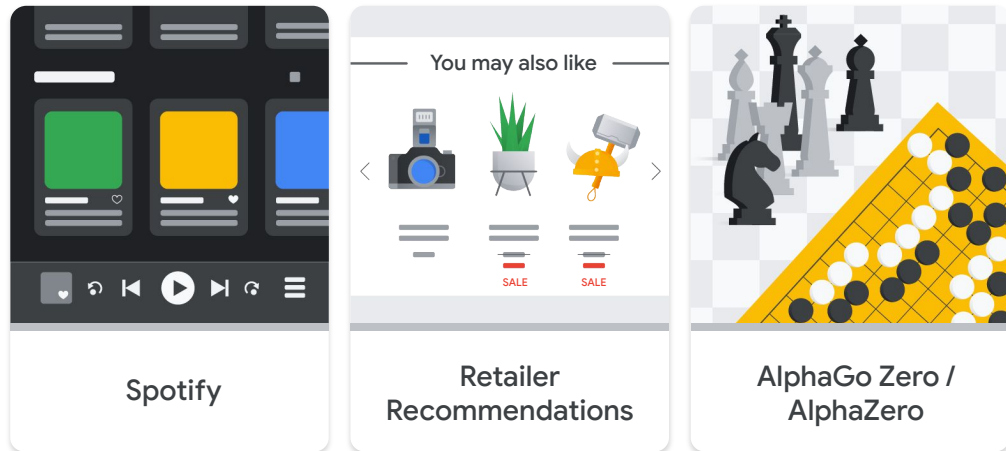 Spotify
You may also like
SALE
SALE
Retailer
Recommendations
AlphaGo Zero /
AlphaZero